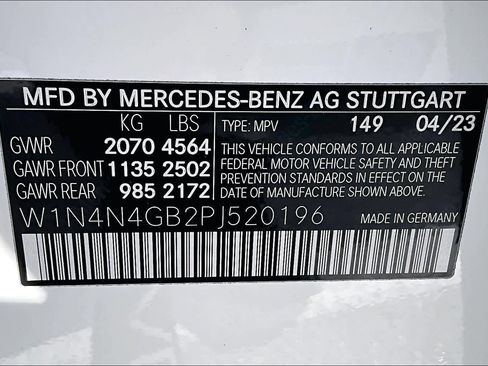 MFD BY MERCEDES-BENZ AG STUTTGART
KG LBS TYPE: MPV 149 04/23
GVWR 2070 4564
GAWR FRONT 1135 2502
GAWR REAR 985 2172
THIS VEHICLE CONFORMS TO ALL APPLICABLE
FEDERAL MOTOR VEHICLE SAFETY AND THEFT
PREVENTION STANDARDS IN EFFECT ON THE
DATE OF MANUFACTURE SHOWN ABOVE.
W1N4N4GB2PJ520196 MADE IN GERMANY